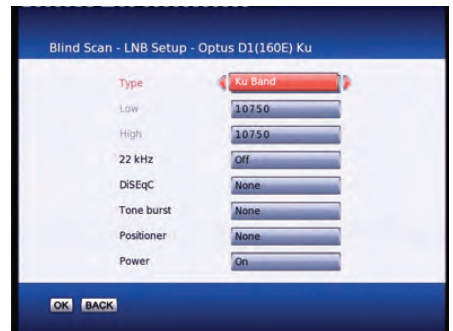 Blind Scan - LNB Setup - Optus D1(160E) Ku
Type Ku Band
Low 10750
High 10750
22 kHz Off
DiSEqC None
Tone burst None
Positioner None
Power On
OK BACK